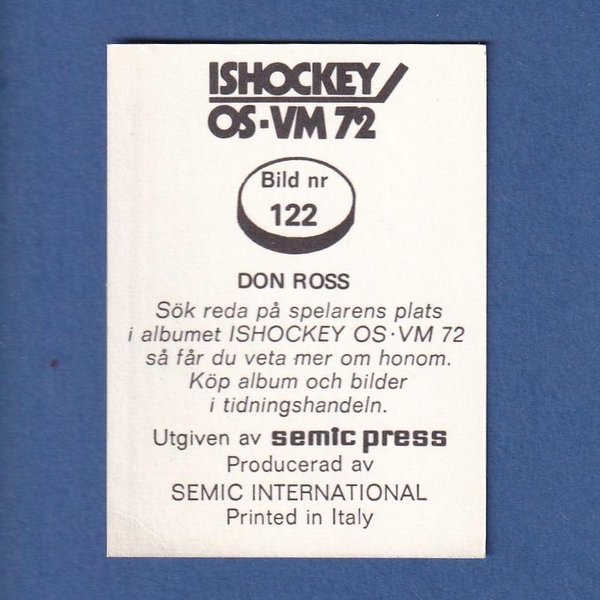 ISHOCKEY/
OS·VM 72
Bild nr
122
DON ROSS
Sök reda på spelarens plats
i albumet ISHOCKEY OS·VM 72
så får du veta mer om honom.
Köp album och bilder
i tidningshandeln.
Utgiven av semic press
Producerad av
SEMIC INTERNATIONAL
Printed in Italy